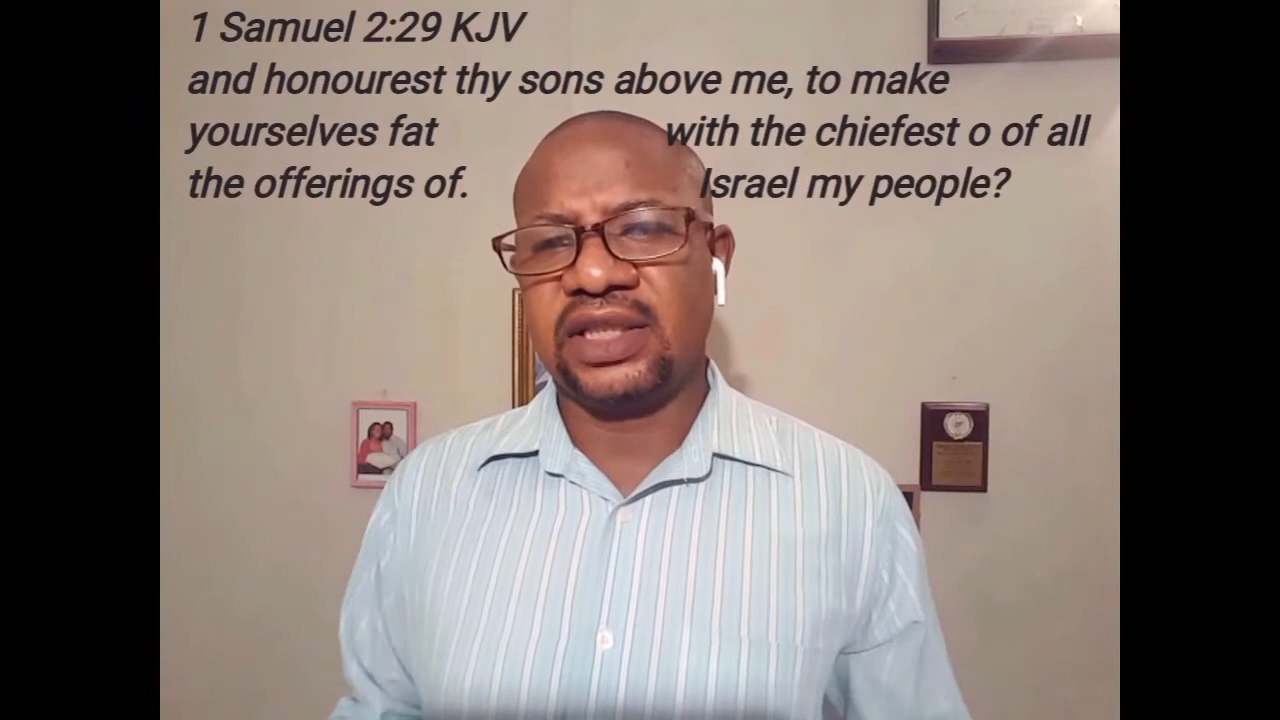 1 Samuel 2:29 KJV
and honourest thy sons above me, to make
yourselves fat with the chiefest o of all
the offerings of. Israel my people?